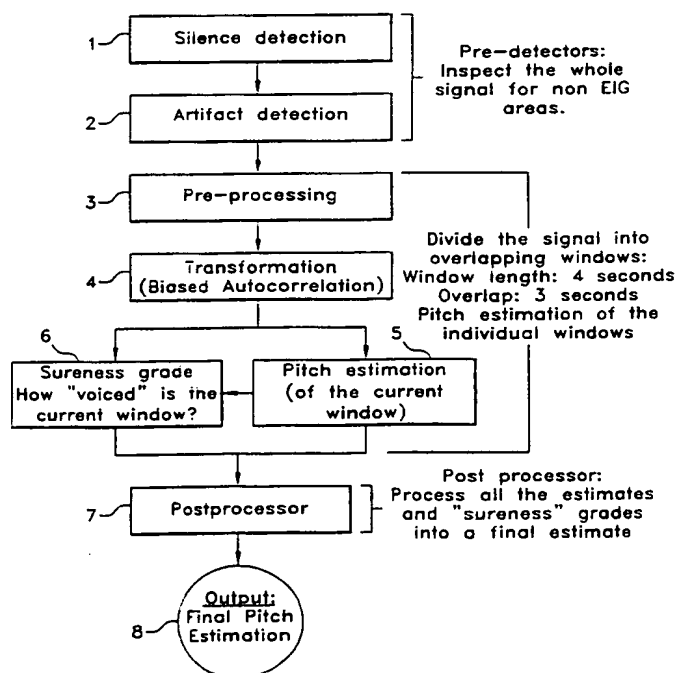 1
Silence detection
Pre-detectors:
Inspect the whole
signal for non EIG
areas.
2
Artifact detection
3
Pre-processing
4
Transformation
(Biased Autocorrelation)
Divide the signal into
overlapping windows:
Window length: 4 seconds
Overlap: 3 seconds
Pitch estimation of the
individual windows
6
Sureness grade
How "voiced" is the
current window?
5
Pitch estimation
(of the current
window)
7
Postprocessor
Post processor:
Process all the estimates
and "sureness" grades
into a final estimate
8
Output:
Final Pitch
Estimation